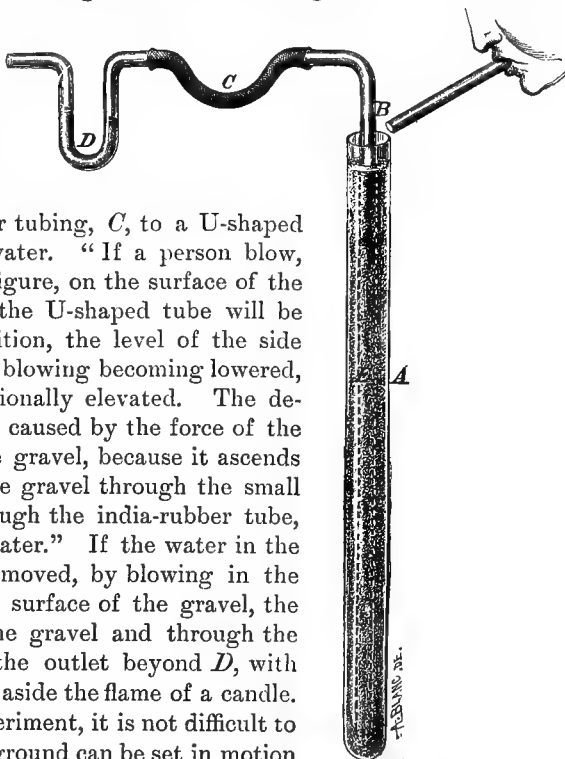 C
D
B
r tubing, C, to a U-shaped
vater. “ If a person blow,
igure, on the surface of the
the U-shaped tube will be
ition, the level of the side
blowing becoming lowered,
ionally elevated. The de-
A
caused by the force of the
e gravel, because it ascends
e gravel through the small
ugh the india-rubber tube,
ater.” If the water in the
moved, by blowing in the
surface of the gravel, the
ne gravel and through the
the outlet beyond D, with
aside the flame of a candle.
eriment, it is not difficult to
ground can be set in motion
A. BLANC DE.